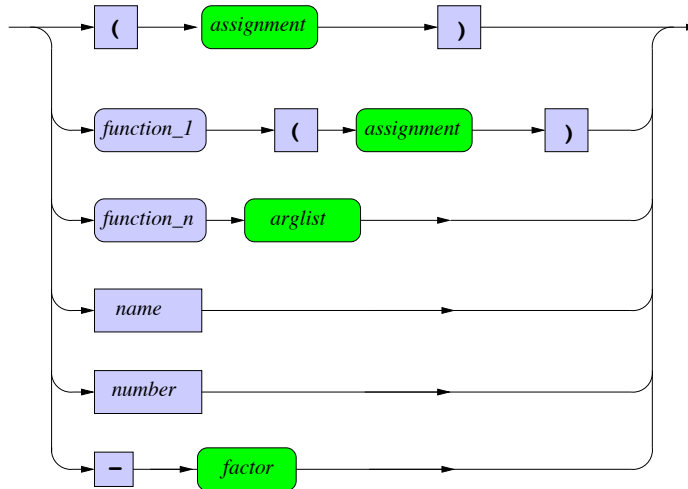 ( assignment )
function_1 ( assignment )
function_n arglist
name
number
− factor